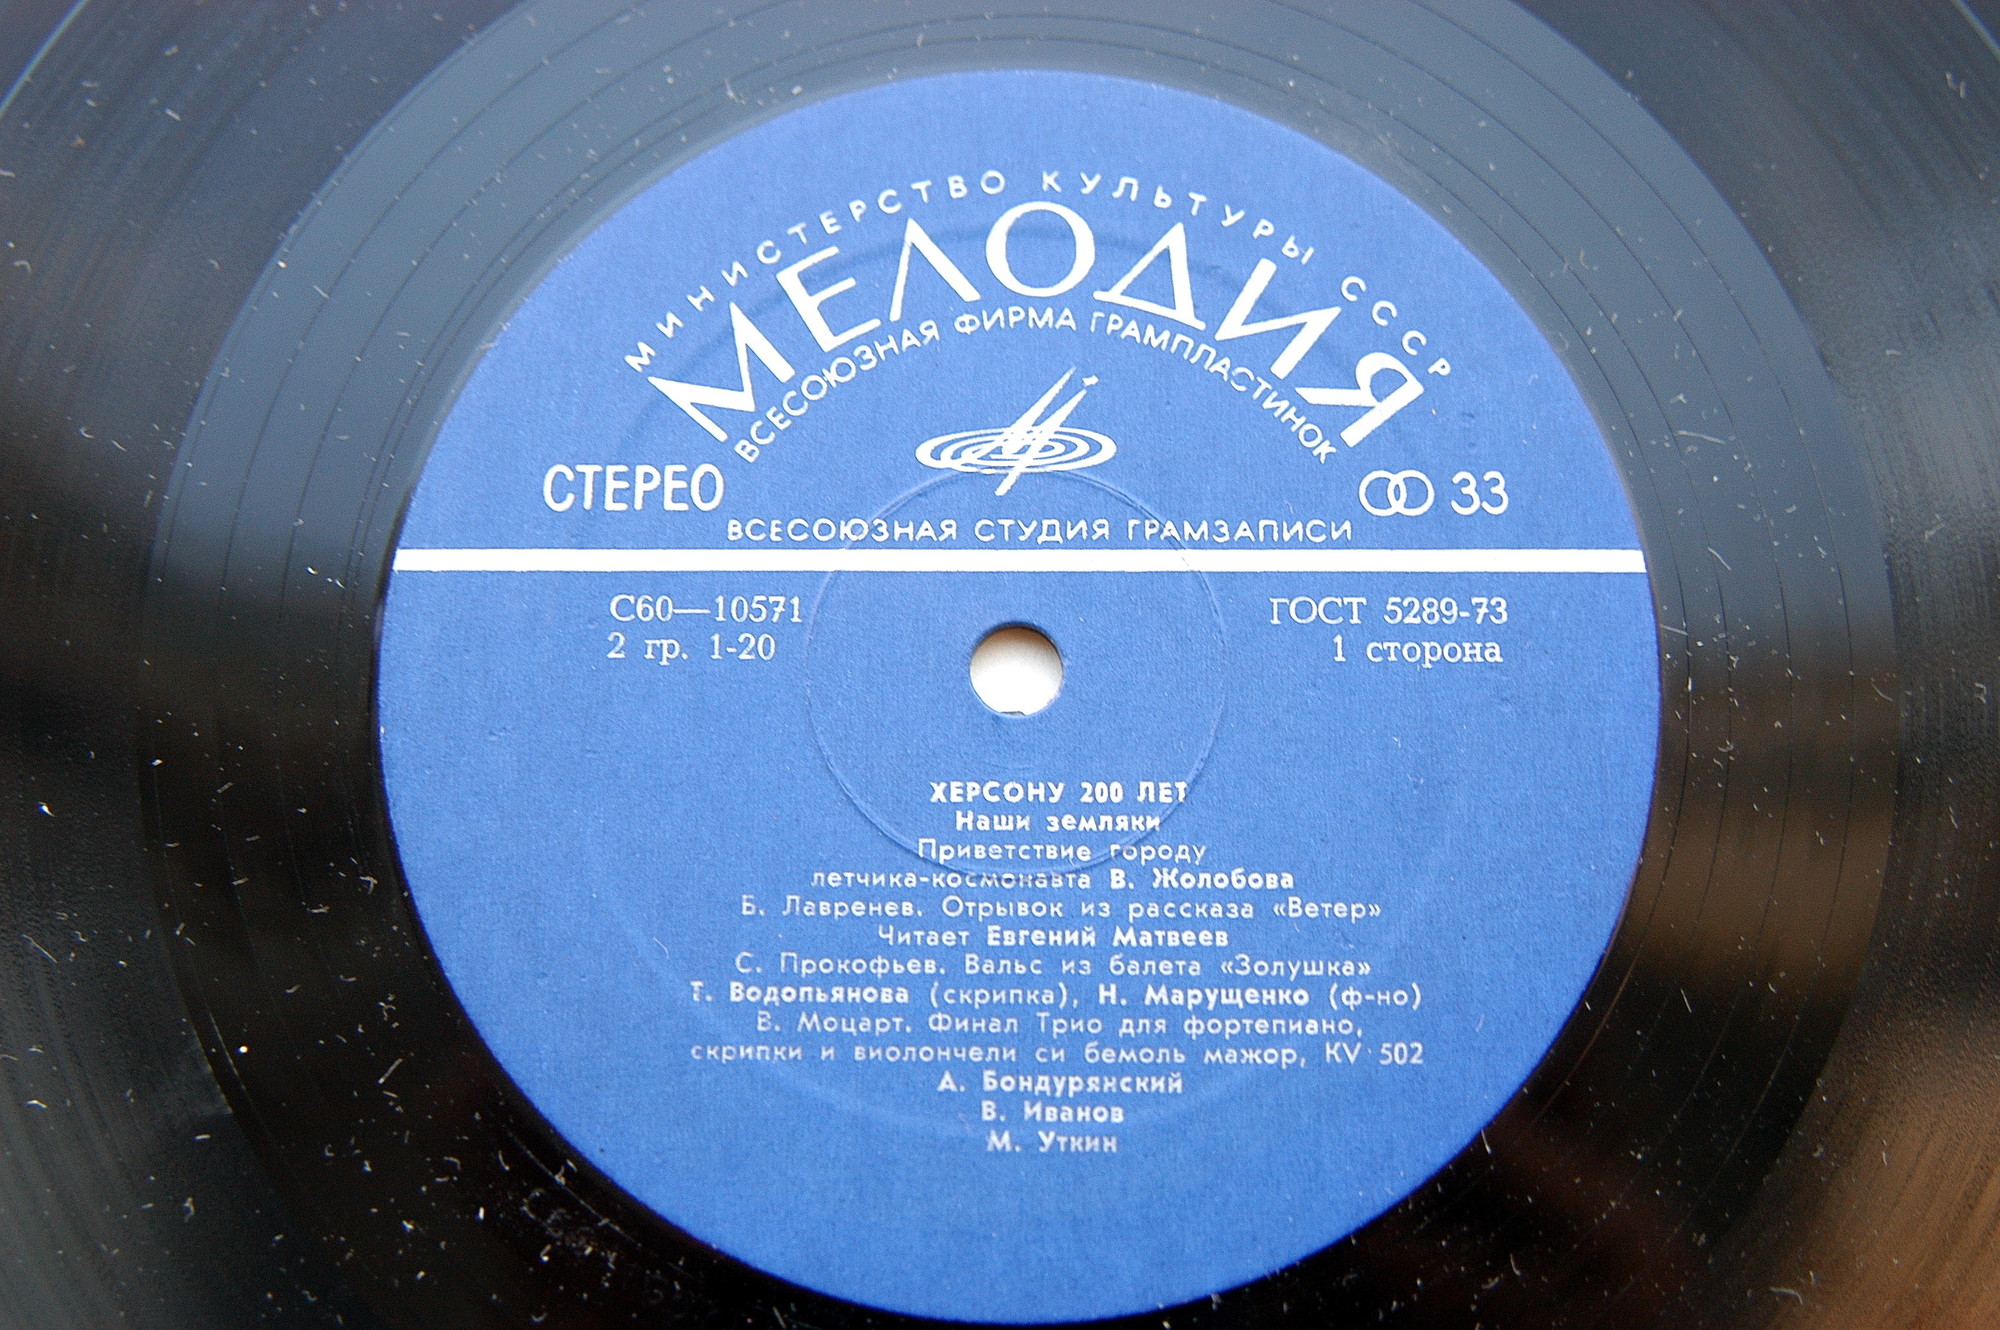 МИНИСТЕРСТВО КУЛЬТУРЫ СССР
МЕЛОДИЯ
ВСЕСОЮЗНАЯ ФИРМА ГРАМПЛАСТИНОК
СТЕРЕО
33
ВСЕСОЮЗНАЯ СТУДИЯ ГРАМЗАПИСИ
С60—10571
ГОСТ 5289-73
2 гр. 1-20
1 сторона
ХЕРСОНУ 200 ЛЕТ
Наши земляки
Приветствие городу
летчика-космонавта В. Жолобова
Б. Лавренев. Отрывок из рассказа «Ветер»
Читает Евгений Матвеев
С. Прокофьев. Вальс из балета «Золушка»
Т. Водопьянова (скрипка), Н. Марущенко (ф-но)
В. Моцарт. Финал Трио для фортепиано,
скрипки и виолончели си бемоль мажор, KV 502
А. Бондурянский
В. Иванов
М. Уткин